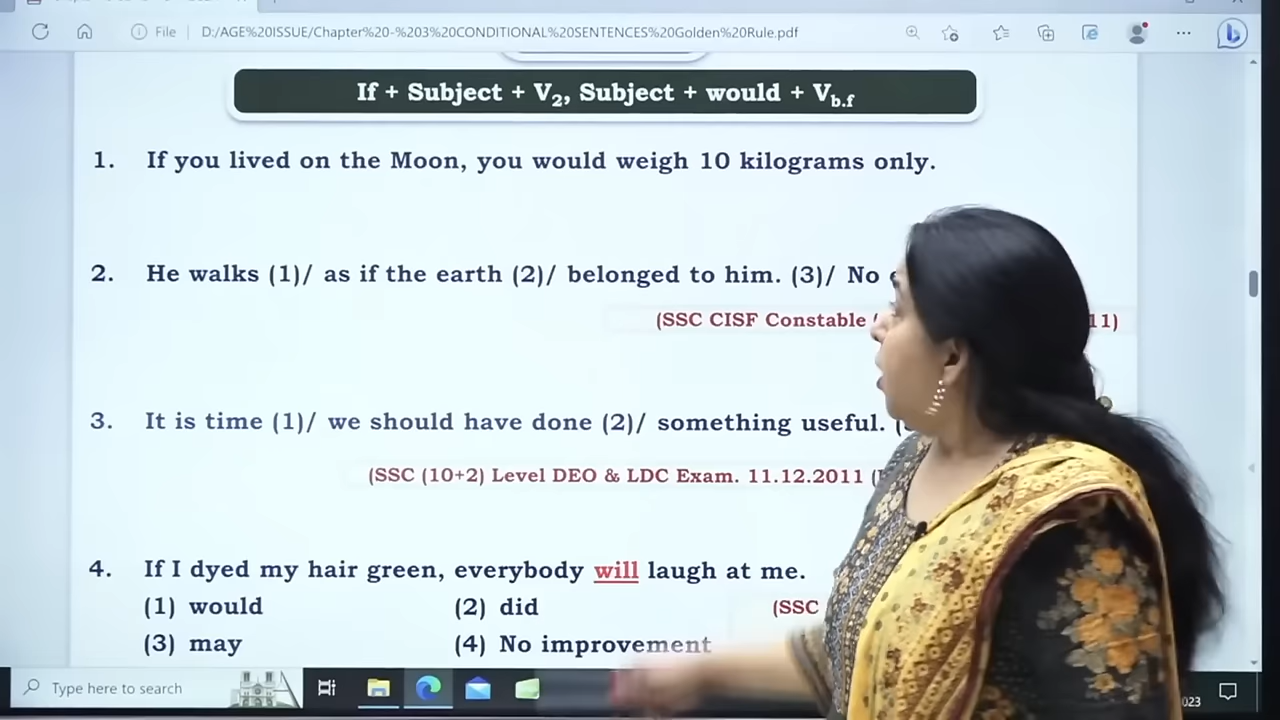 File D:/AGE%20ISSUE/Chapter%20-%203%20CONDITIONAL%20SENTENCES%20Golden%20Rule.pdf
If + Subject + V2, Subject + would + Vb.f
1. If you lived on the Moon, you would weigh 10 kilograms only.
2. He walks (1)/ as if the earth (2)/ belonged to him. (3)/ No
(SSC CISF Constable 11)
3. It is time (1)/ we should have done (2)/ something useful.
(SSC (10+2) Level DEO & LDC Exam. 11.12.2011
4. If I dyed my hair green, everybody will laugh at me.
(1) would (2) did (SSC
(3) may (4) No improvement
Type here to search
023